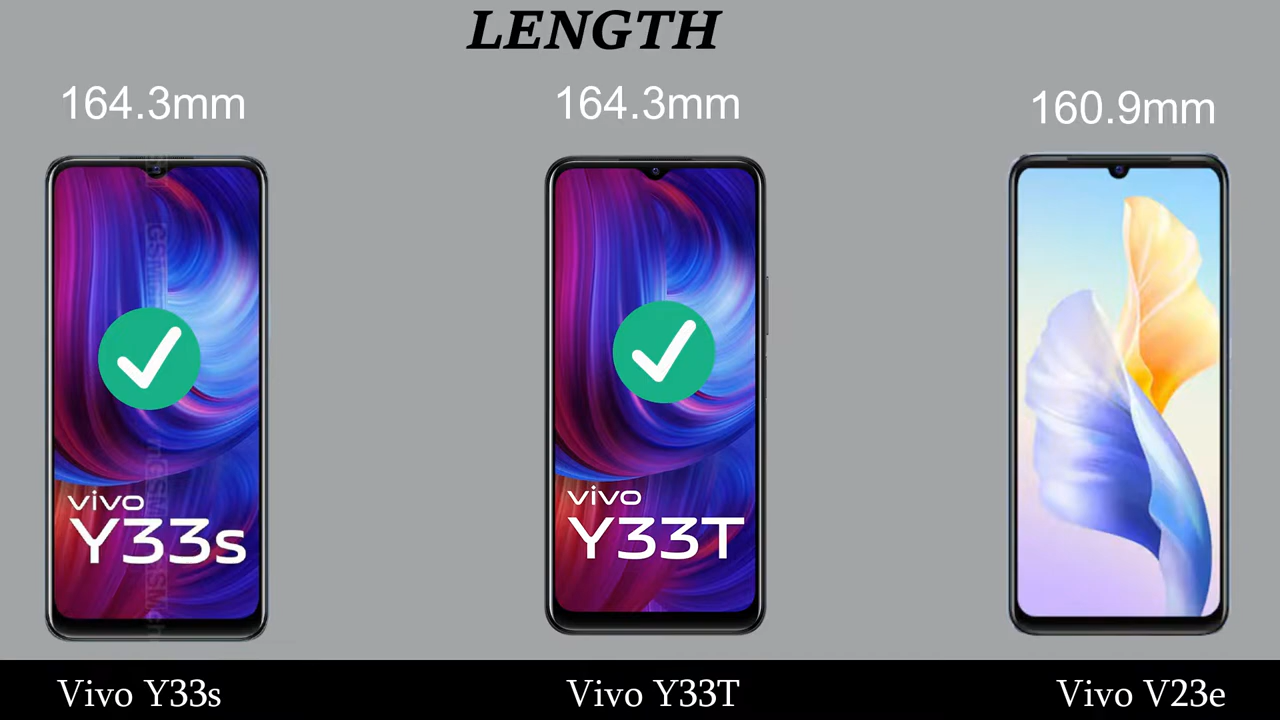 LENGTH
164.3mm
164.3mm
160.9mm
vivo
Y33s
vivo
Y33T
Vivo Y33s
Vivo Y33T
Vivo V23e